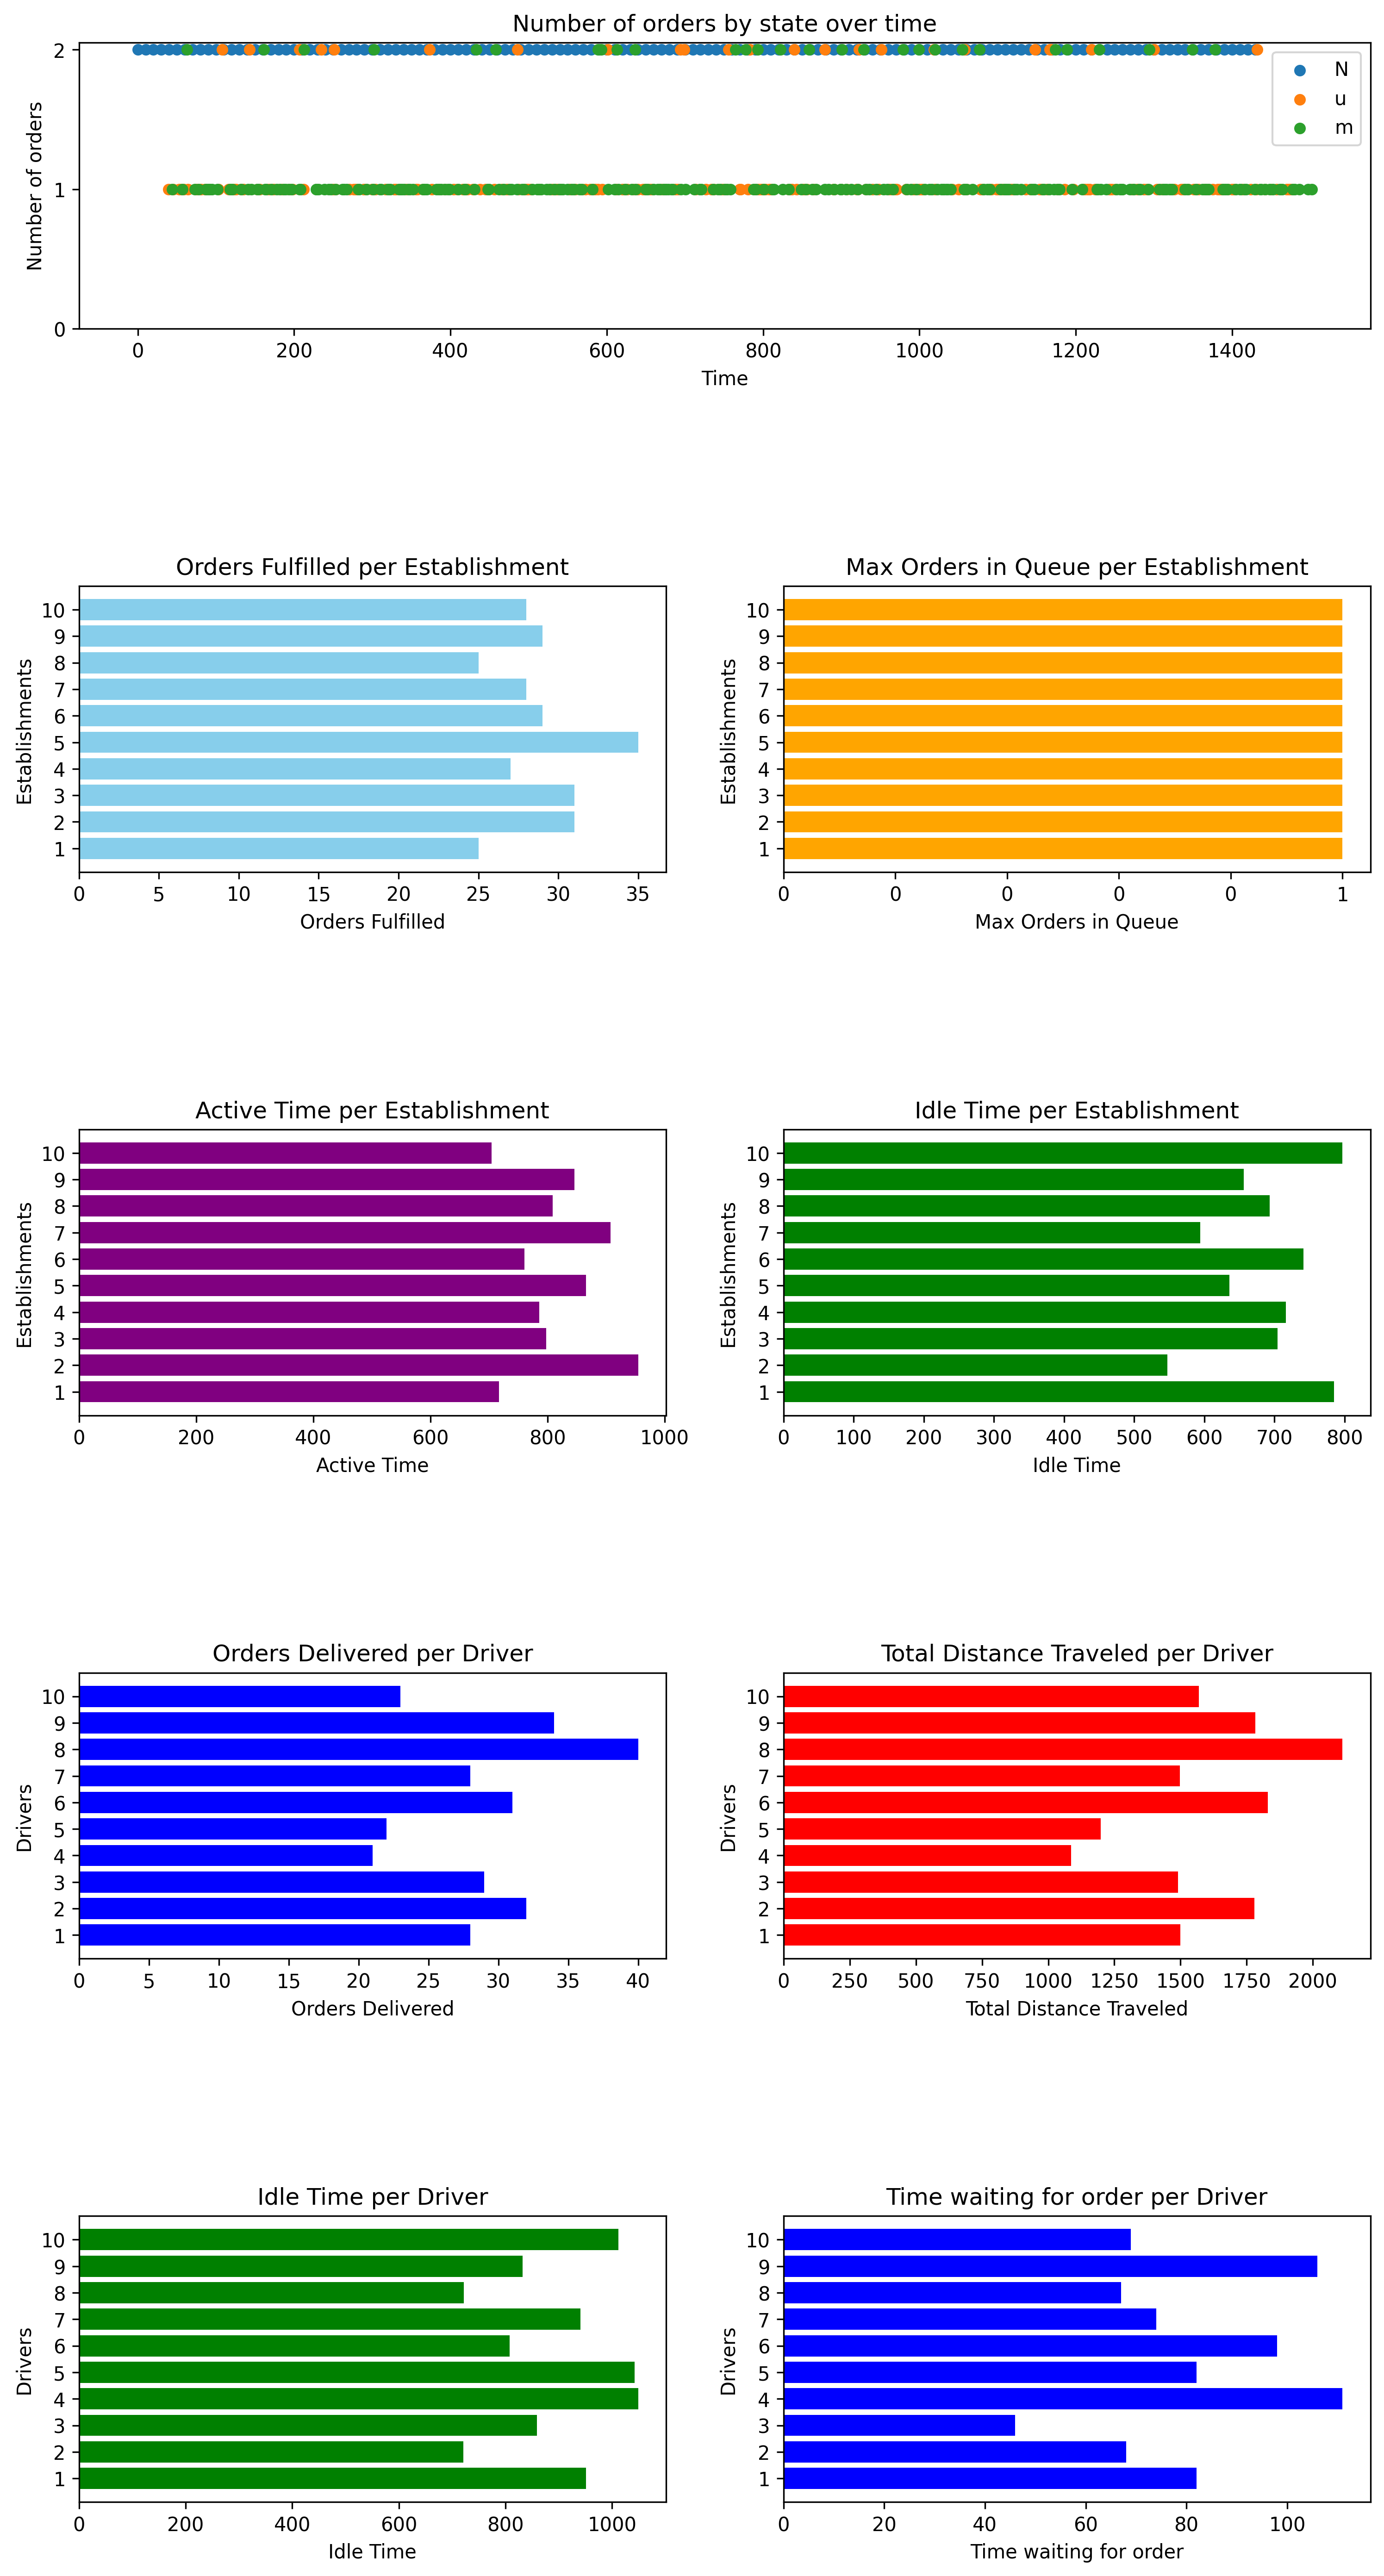 Number of orders by state over time
Number of orders
2
1
0
N
u
m
0 200 400 600 800 1000 1200 1400
Time
Orders Fulfilled per Establishment
Establishments
10
9
8
7
6
5
4
3
2
1
0 5 10 15 20 25 30 35
Orders Fulfilled
Max Orders in Queue per Establishment
Establishments
10
9
8
7
6
5
4
3
2
1
0 0 0 0 0 1
Max Orders in Queue
Active Time per Establishment
Establishments
10
9
8
7
6
5
4
3
2
1
0 200 400 600 800 1000
Active Time
Idle Time per Establishment
Establishments
10
9
8
7
6
5
4
3
2
1
0 100 200 300 400 500 600 700 800
Idle Time
Orders Delivered per Driver
Drivers
10
9
8
7
6
5
4
3
2
1
0 5 10 15 20 25 30 35 40
Orders Delivered
Total Distance Traveled per Driver
Drivers
10
9
8
7
6
5
4
3
2
1
0 250 500 750 1000 1250 1500 1750 2000
Total Distance Traveled
Idle Time per Driver
Drivers
10
9
8
7
6
5
4
3
2
1
0 200 400 600 800 1000
Idle Time
Time waiting for order per Driver
Drivers
10
9
8
7
6
5
4
3
2
1
0 20 40 60 80 100
Time waiting for order